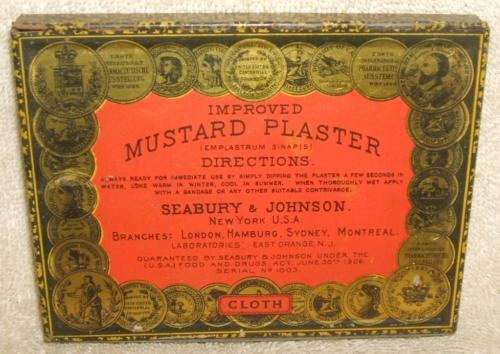 IMPROVED
MUSTARD PLASTER
(EMPLASTRUM SINAPIS)
DIRECTIONS.
ALWAYS READY FOR IMMEDIATE USE BY SIMPLY DIPPING THE PLASTER A FEW SECONDS IN
WATER, LUKE WARM IN WINTER, COOL IN SUMMER. WHEN THOROUGHLY WET APPLY
WITH A BANDAGE OR ANY OTHER SUITABLE CONTRIVANCE.
SEABURY & JOHNSON.
NEW YORK U.S.A.
BRANCHES: LONDON, HAMBURG, SYDNEY, MONTREAL.
LABORATORIES EAST ORANGE N.J.
GUARANTEED BY SEABURY & JOHNSON UNDER THE
(U.S.A.) FOOD AND DRUGS ACT, JUNE 30TH 1906.
SERIAL NO 1003.
CLOTH